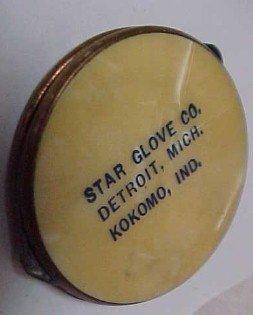 STAR GLOVE CO.
DETROIT, MICH.
KOKOMO, IND.